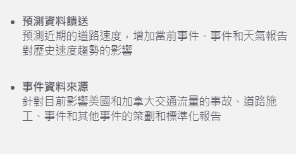 • 預測資料饋送
預測近期的道路速度，增加當前事件、事件和天氣報告
對歷史速度趨勢的影響
• 事件資料來源
針對目前影響美國和加拿大交通流量的事故、道路施
工、事件和其他事件的策劃和標準化報告